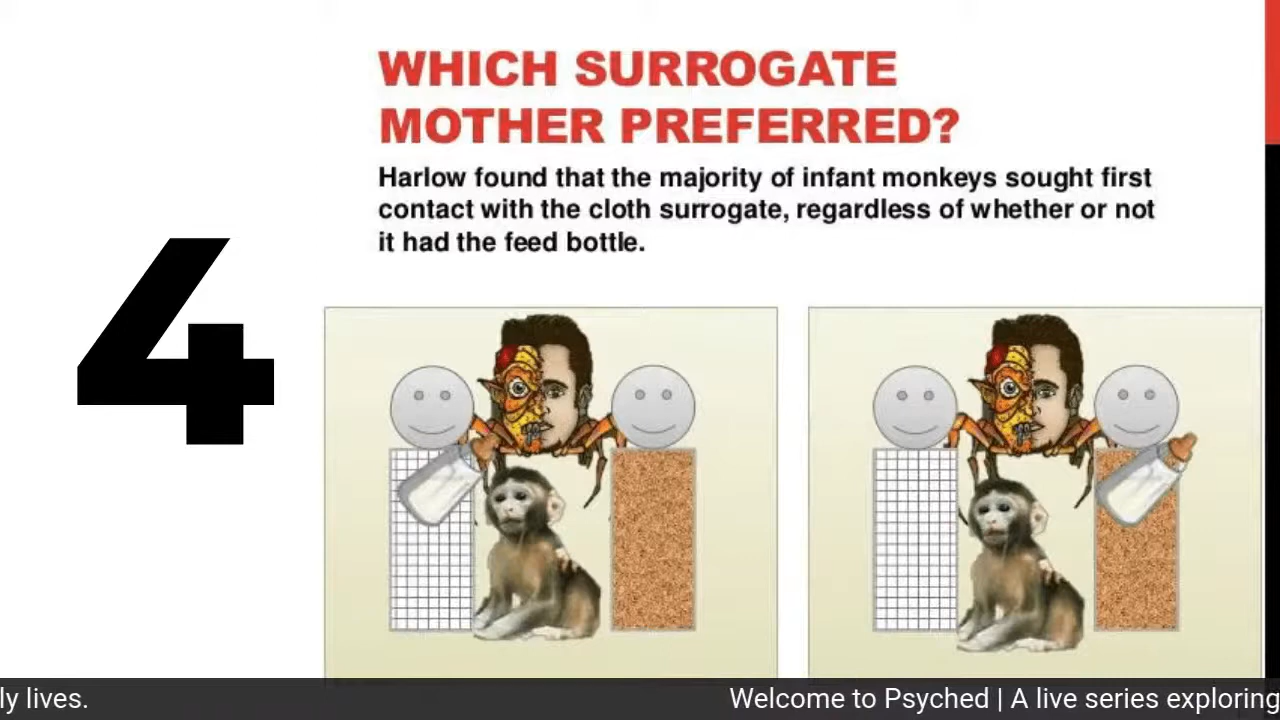 WHICH SURROGATE
MOTHER PREFERRED?
Harlow found that the majority of infant monkeys sought first
contact with the cloth surrogate, regardless of whether or not
it had the feed bottle.
4
ly lives.
Welcome to Psyched | A live series exploring